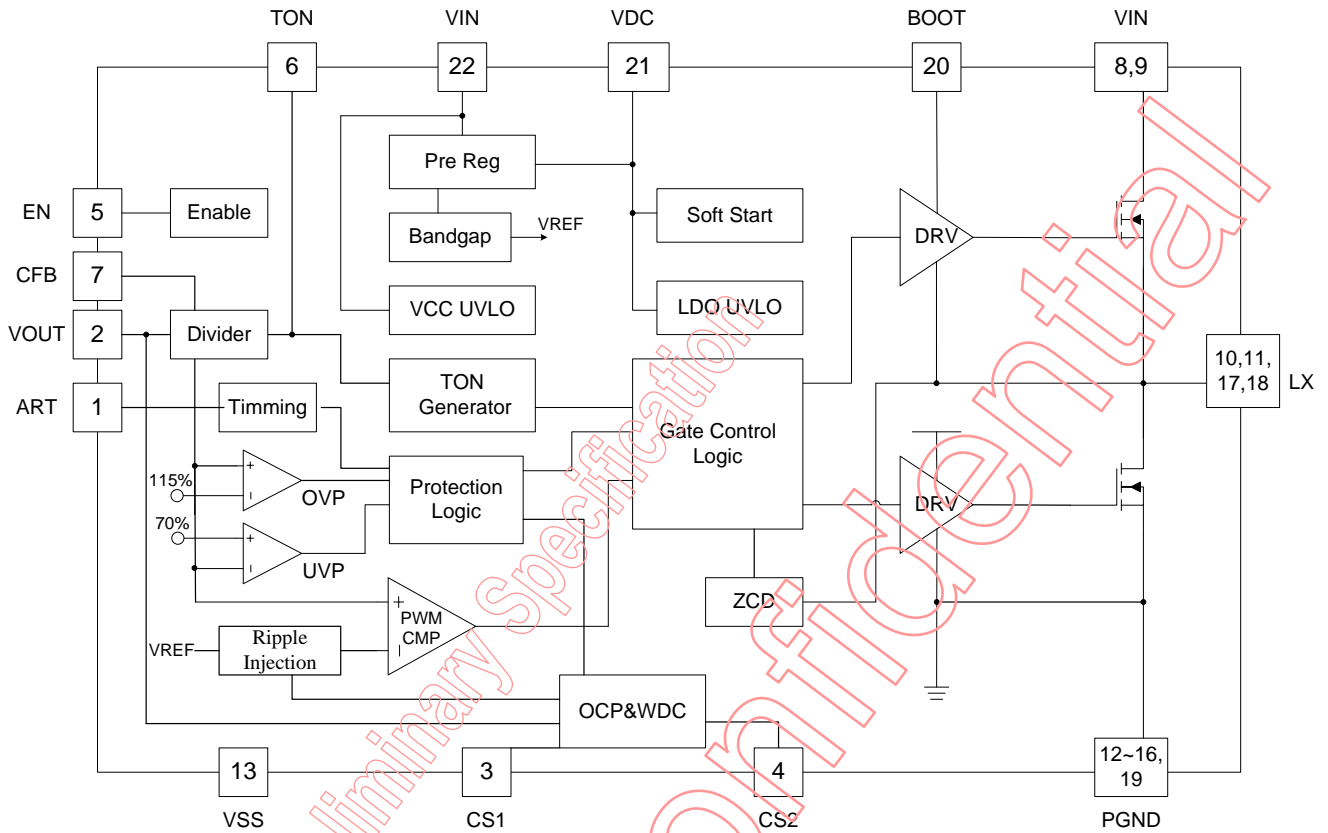 TON
VIN
VDC
BOOT
VIN
6
22
21
20
8,9
Pre Reg
EN
5
Enable
Soft Start
Bandgap
VREF
DRV
CFB
7
VCC UVLO
LDO UVLO
VOUT
2
Divider
10,11,
17,18
LX
ART
1
Timming
TON
Generator
Gate Control
Logic
115%
+
-
OVP
Protection
Logic
DRV
70%
+
-
UVP
ZCD
+
PWM
CMP
-
VREF
Ripple
Injection
OCP&WDC
13
3
4
12~16,
19
VSS
CS1
CS2
PGND
liminary Specification
onfidential